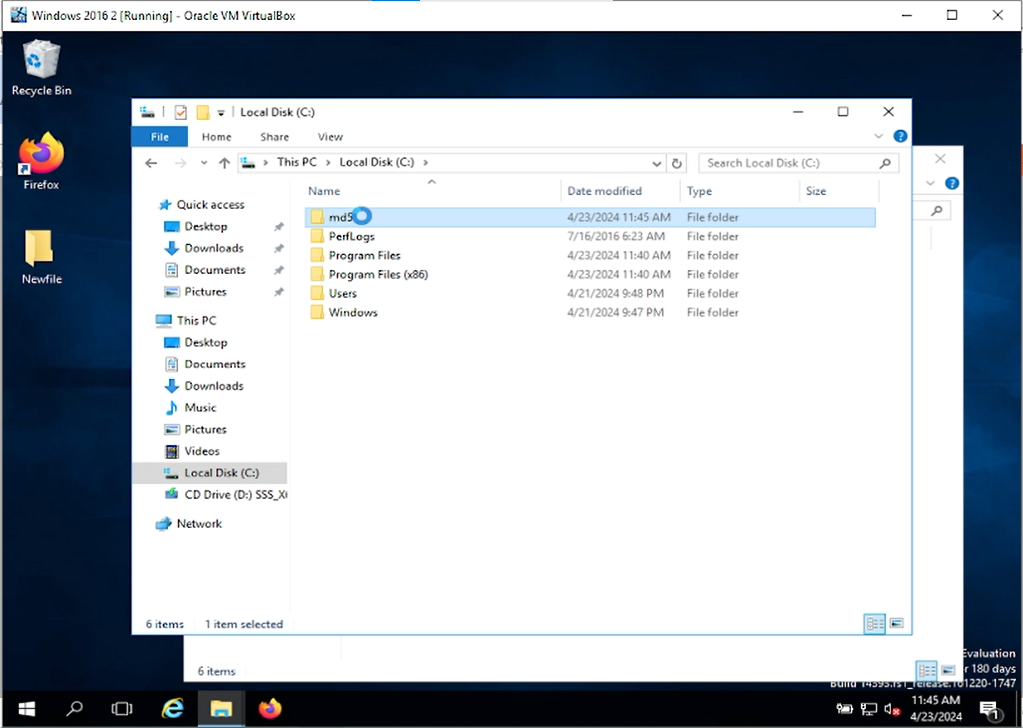 Windows 2016 2 [Running] - Oracle VM VirtualBox
Recycle Bin
Firefox
Newfile
Local Disk (C:)
File Home Share View
This PC > Local Disk (C:) >
Search Local Disk (C:)
Name Date modified Type Size
md5 4/23/2024 11:45 AM File folder
PerfLogs 7/16/2016 6:23 AM File folder
Program Files 4/23/2024 11:40 AM File folder
Program Files (x86) 4/23/2024 11:40 AM File folder
Users 4/21/2024 9:48 PM File folder
Windows 4/21/2024 9:47 PM File folder
Quick access
Desktop
Downloads
Documents
Pictures
This PC
Desktop
Documents
Downloads
Music
Pictures
Videos
Local Disk (C:)
CD Drive (D:) SSS_X6
Network
6 items 1 item selected
6 items
Evaluation
r 180 days
Build 14393.rs1_release.161220-1747
11:45 AM
4/23/2024
1